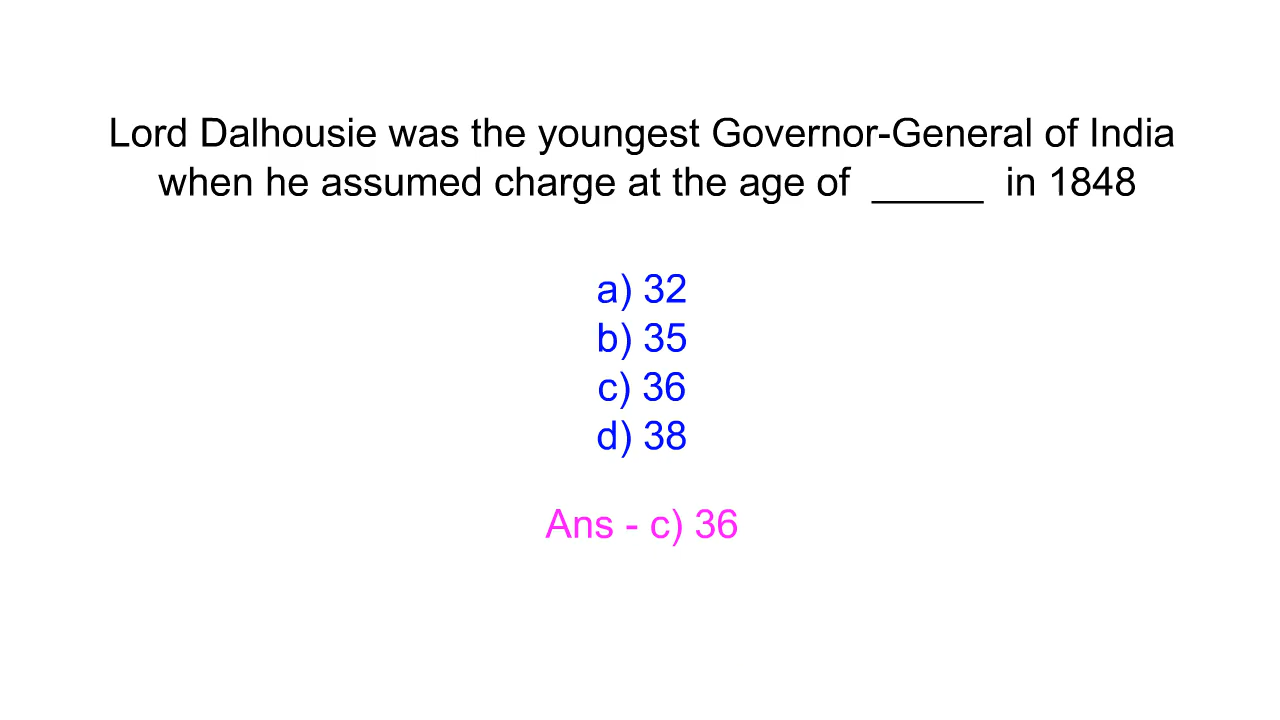 Lord Dalhousie was the youngest Governor-General of India
when he assumed charge at the age of _____ in 1848
a) 32
b) 35
c) 36
d) 38
Ans - c) 36